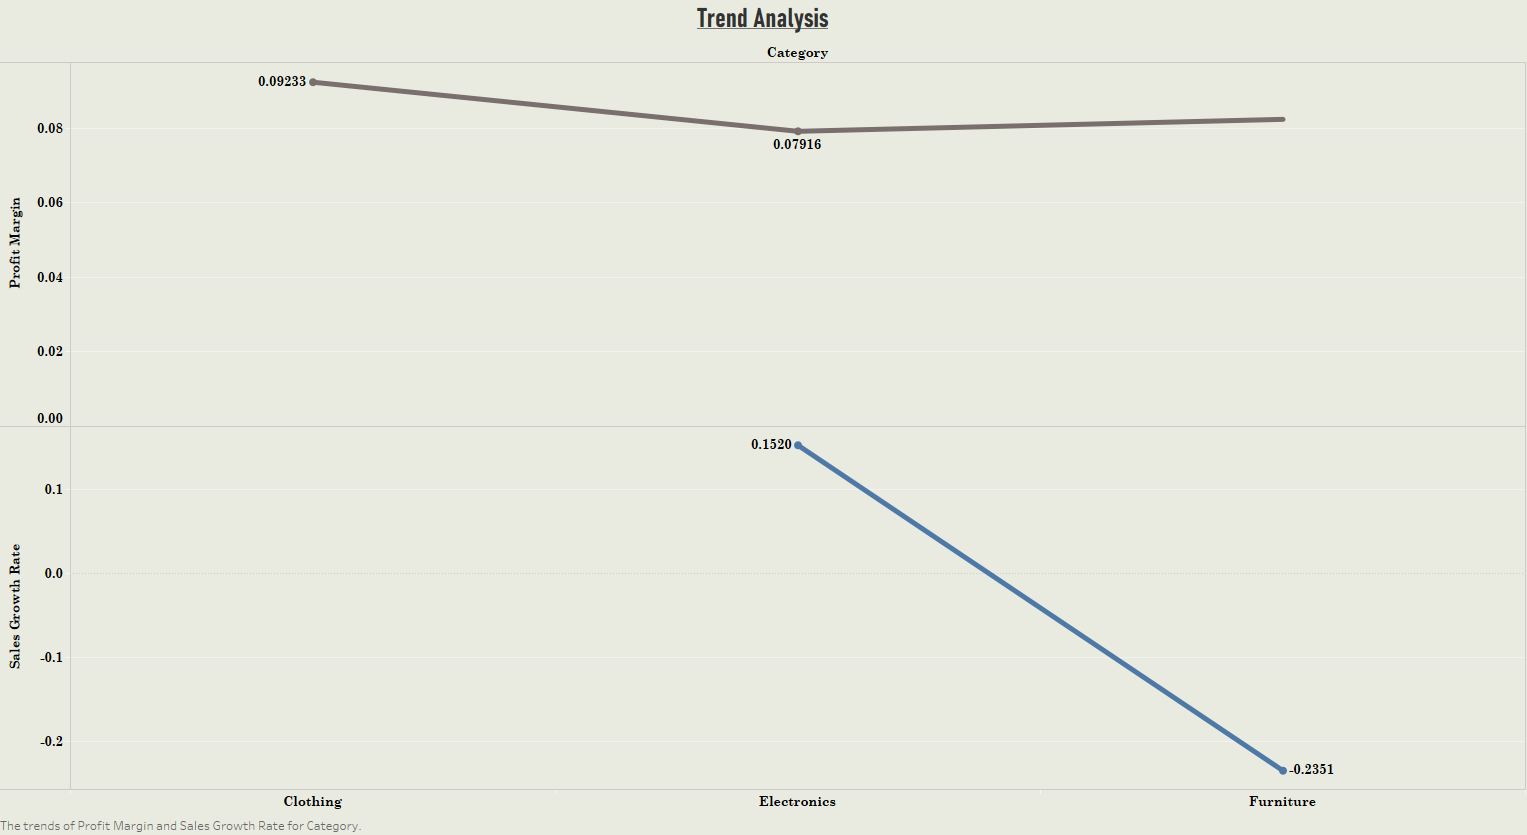 Trend Analysis
Category
0.09233
0.08
0.07916
0.06
0.04
0.02
0.00
Profit Margin
0.1520
0.1
0.0
-0.1
-0.2
-0.2351
Sales Growth Rate
Clothing Electronics Furniture
The trends of Profit Margin and Sales Growth Rate for Category.